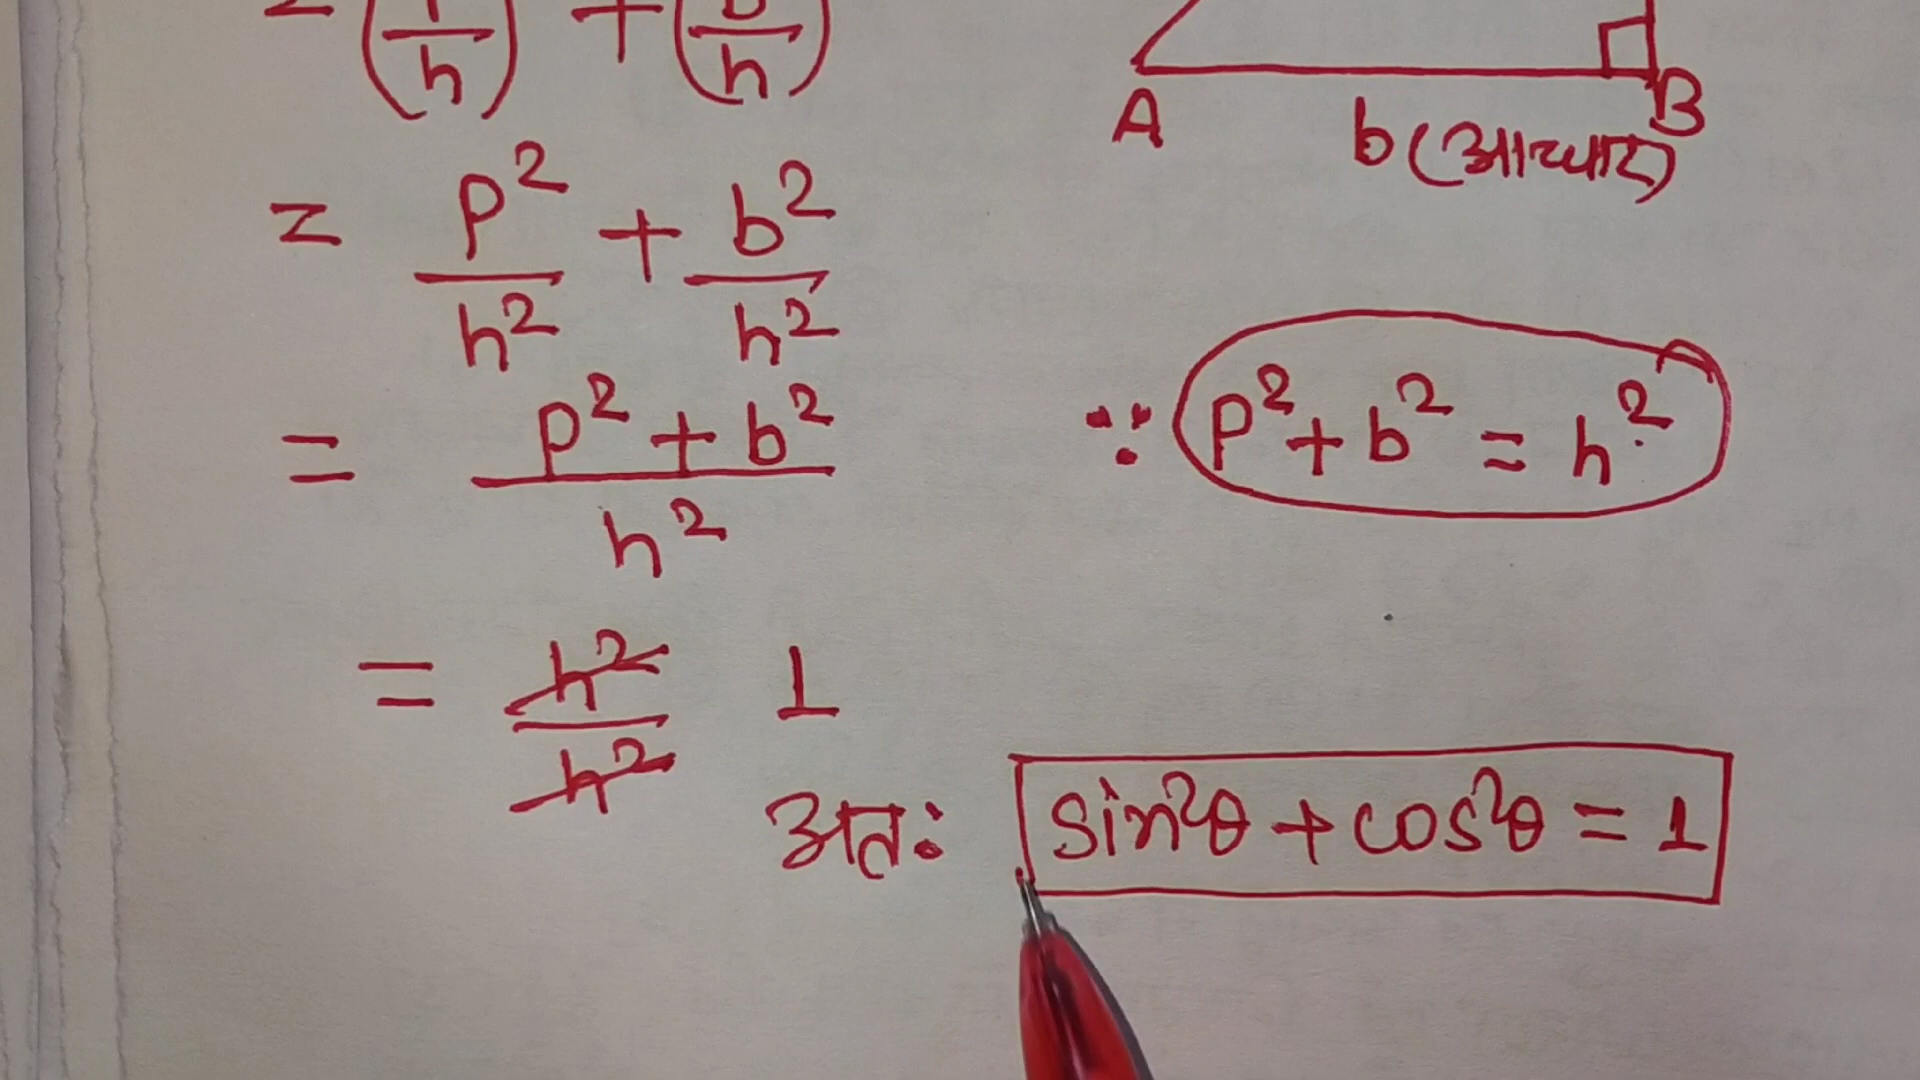 = (p/h) + (b/h)
A B
b (आधार)
= p²/h² + b²/h²
= (p² + b²)/h² ∵ p² + b² = h²
= h²/h² 1
अतः sin²θ + cos²θ = 1